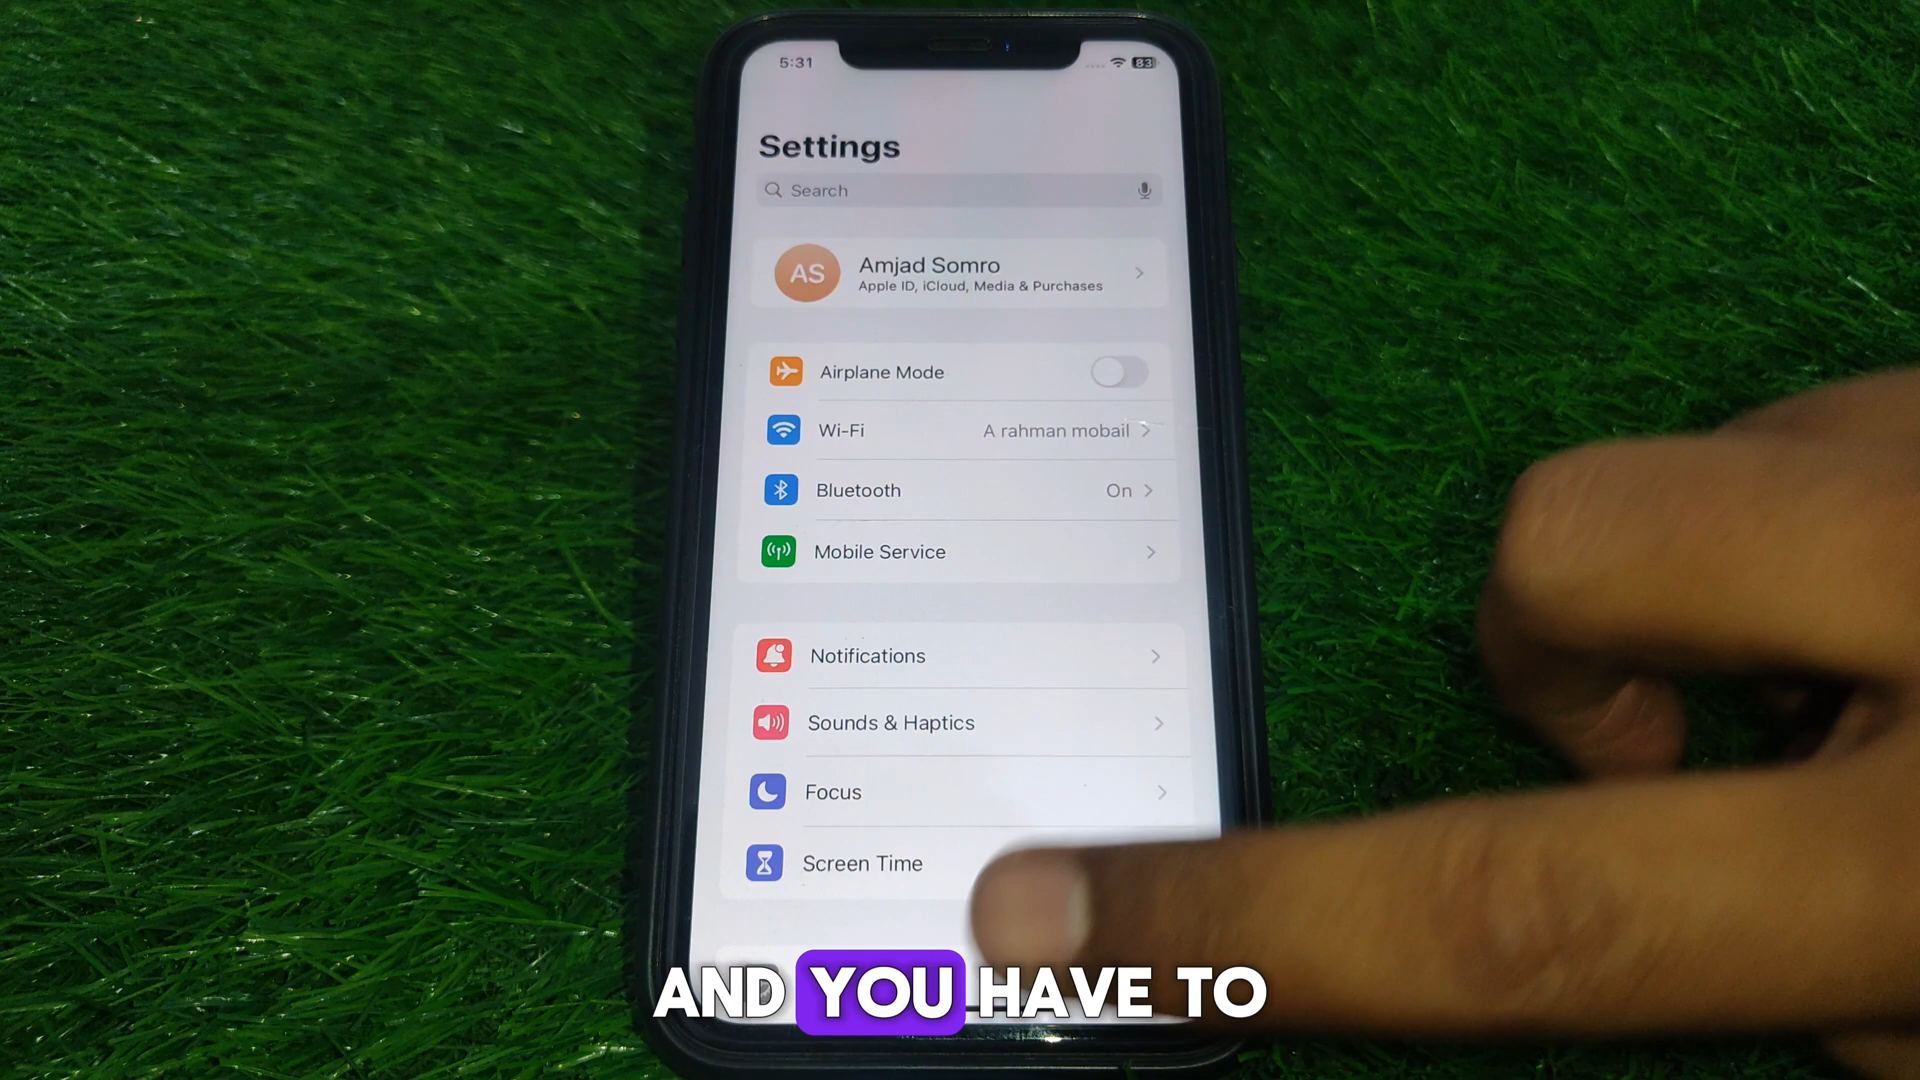 5:31
83
Settings
Search
AS
Amjad Somro
Apple ID, iCloud, Media & Purchases
Airplane Mode
Wi-Fi A rahman mobail
Bluetooth On
Mobile Service
Notifications
Sounds & Haptics
Focus
Screen Time
AND YOU HAVE TO